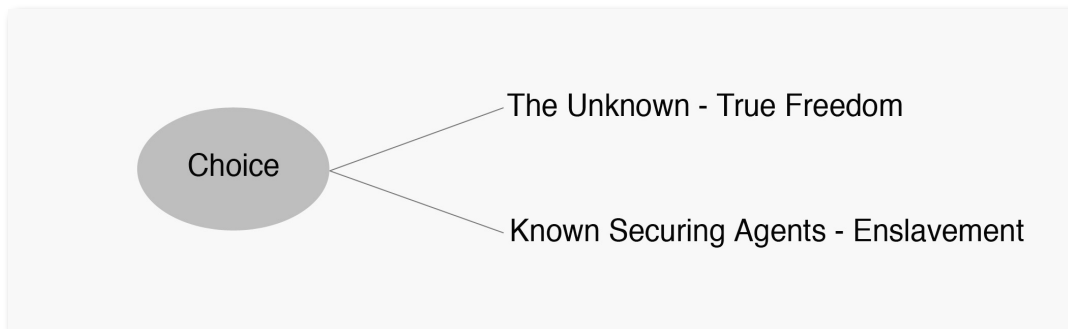 The Unknown - True Freedom
Choice
Known Securing Agents - Enslavement